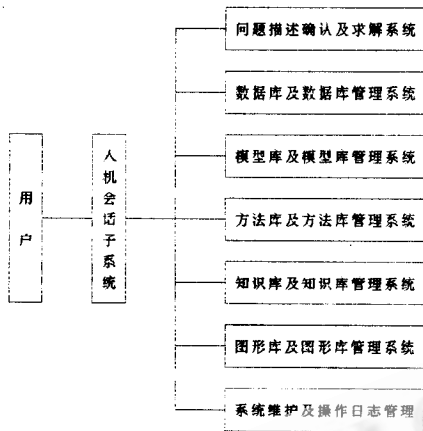 用户
人机会话子系统
问题描述确认及求解系统
数据库及数据库管理系统
模型库及模型库管理系统
方法库及方法库管理系统
知识库及知识库管理系统
图形库及图形库管理系统
系统维护及操作日志管理